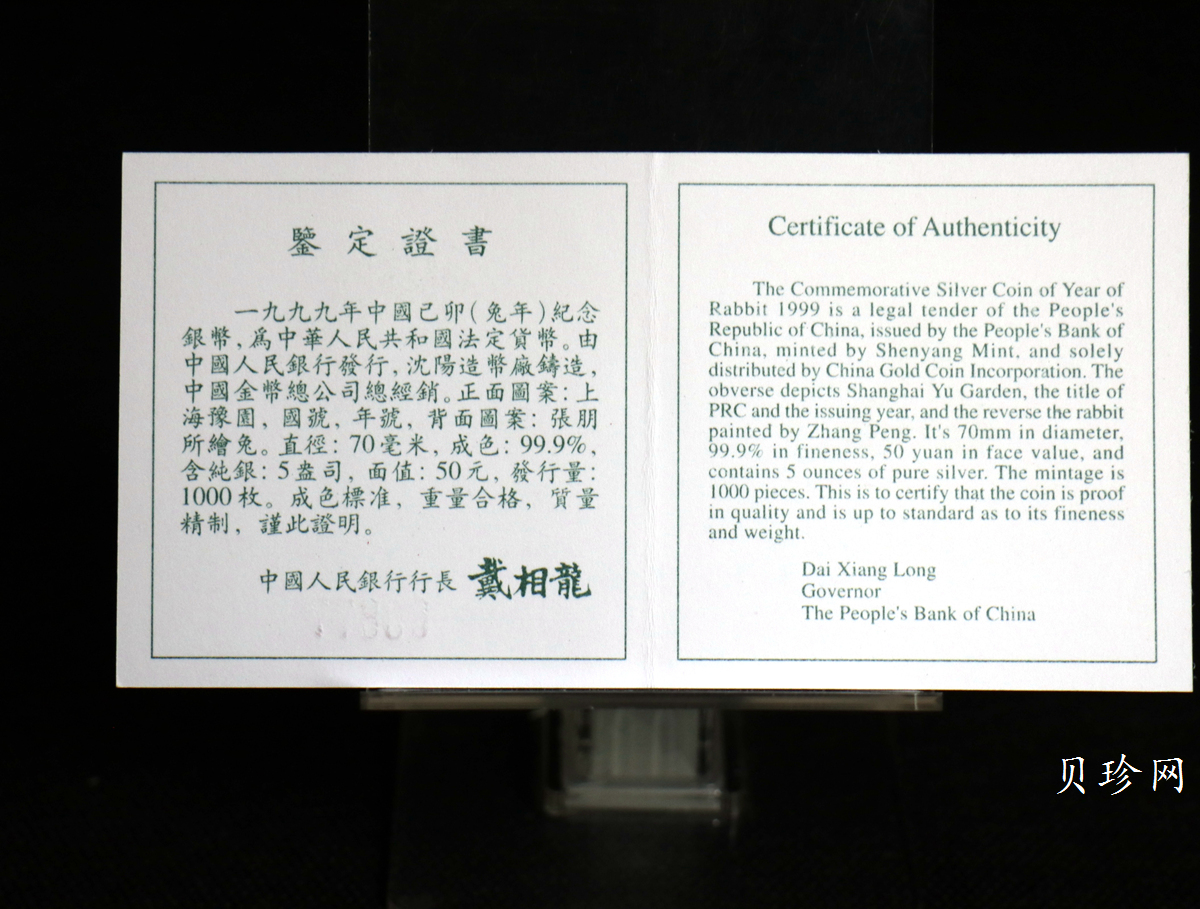 鑒定證書
一九九九年中國己卯(兔年)紀念
銀幣,爲中華人民共和國法定貨幣。由
中國人民銀行發行,沈陽造幣廠鑄造,
中國金幣總公司總經銷。正面圖案:上
海豫園,國號,年號,背面圖案:張朋
所繪兔。直徑:70毫米,成色:99.9%,
含純銀:5盎司,面值:50元,發行量:
1000枚。成色標准,重量合格,質量
精制,謹此證明。
中國人民銀行行長 戴相龍
Certificate of Authenticity
The Commemorative Silver Coin of Year of
Rabbit 1999 is a legal tender of the People's
Republic of China, issued by the People's Bank of
China, minted by Shenyang Mint, and solely
distributed by China Gold Coin Incorporation. The
obverse depicts Shanghai Yu Garden, the title of
PRC and the issuing year, and the reverse the rabbit
painted by Zhang Peng. It's 70mm in diameter,
99.9% in fineness, 50 yuan in face value, and
contains 5 ounces of pure silver. The mintage is
1000 pieces. This is to certify that the coin is proof
in quality and is up to standard as to its fineness
and weight.
Dai Xiang Long
Governor
The People's Bank of China
贝珍网